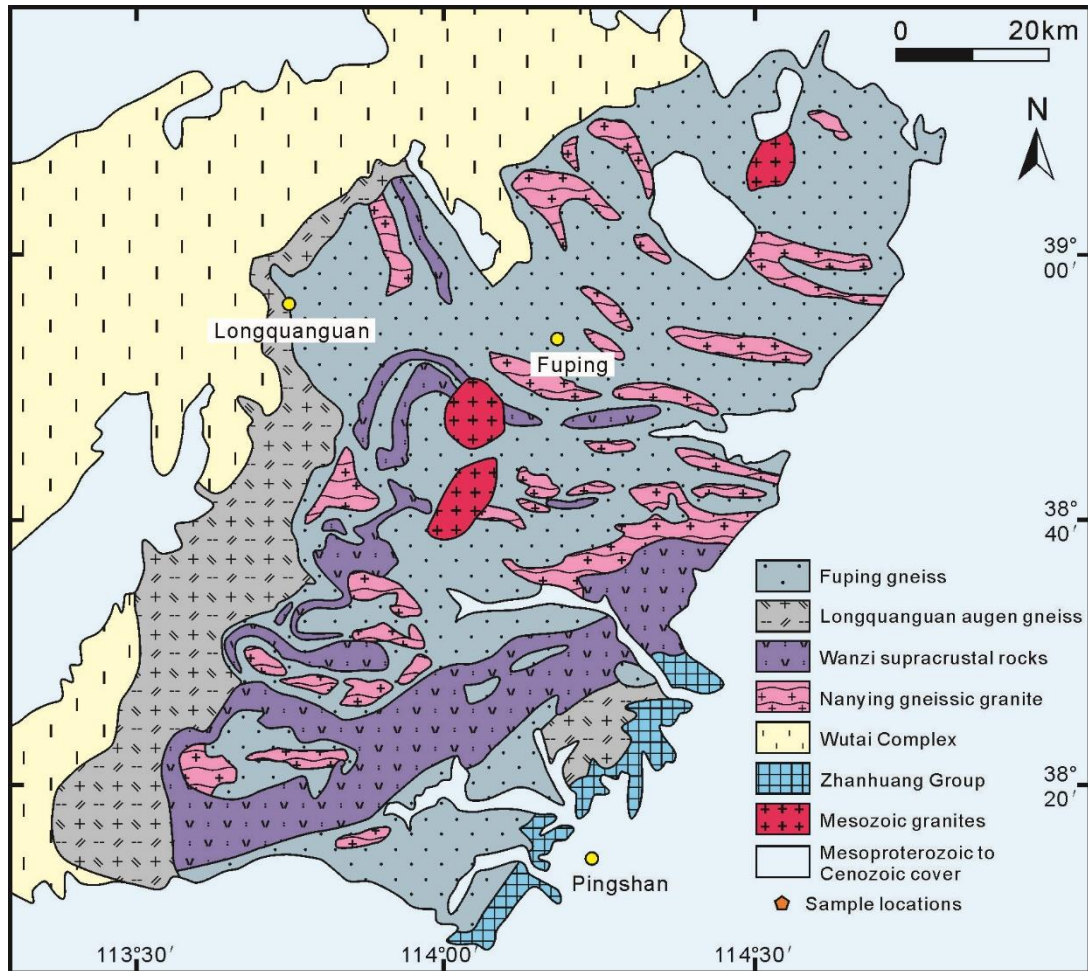 0 20km
N
39°
00′
Longquanguan
Fuping
38°
40′
Fuping gneiss
Longquanguan augen gneiss
Wanzi supracrustal rocks
Nanying gneissic granite
Wutai Complex
Zhanhuang Group
38°
20′
Mesozoic granites
Mesoproterozoic to
Cenozoic cover
Pingshan
Sample locations
113°30′ 114°00′ 114°30′